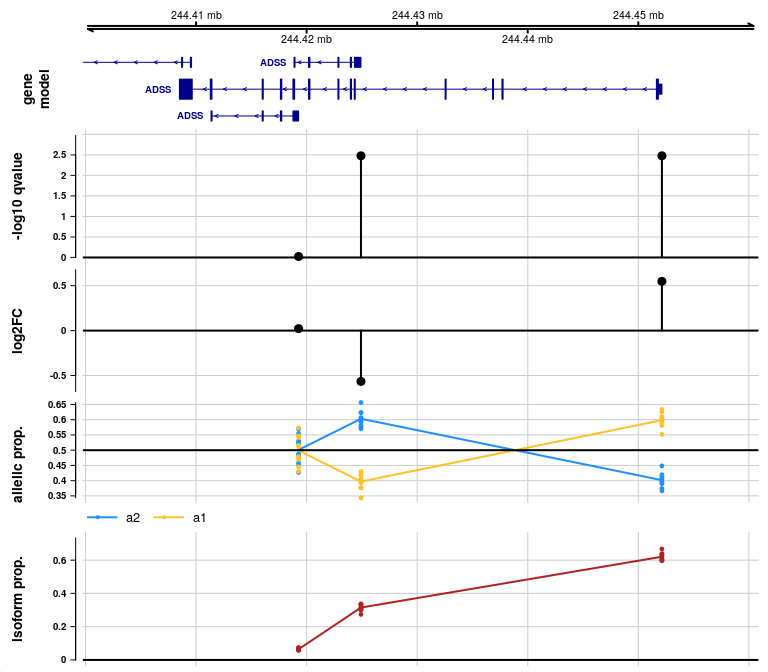 244.41 mb
244.43 mb
244.45 mb
244.42 mb
244.44 mb
gene
model
ADSS
ADSS
ADSS
-log10 qvalue
2.5
2
1.5
1
0.5
0
log2FC
0.5
0
-0.5
allelic prop.
0.65
0.6
0.55
0.5
0.45
0.4
0.35
a2
a1
Isoform prop.
0.6
0.4
0.2
0